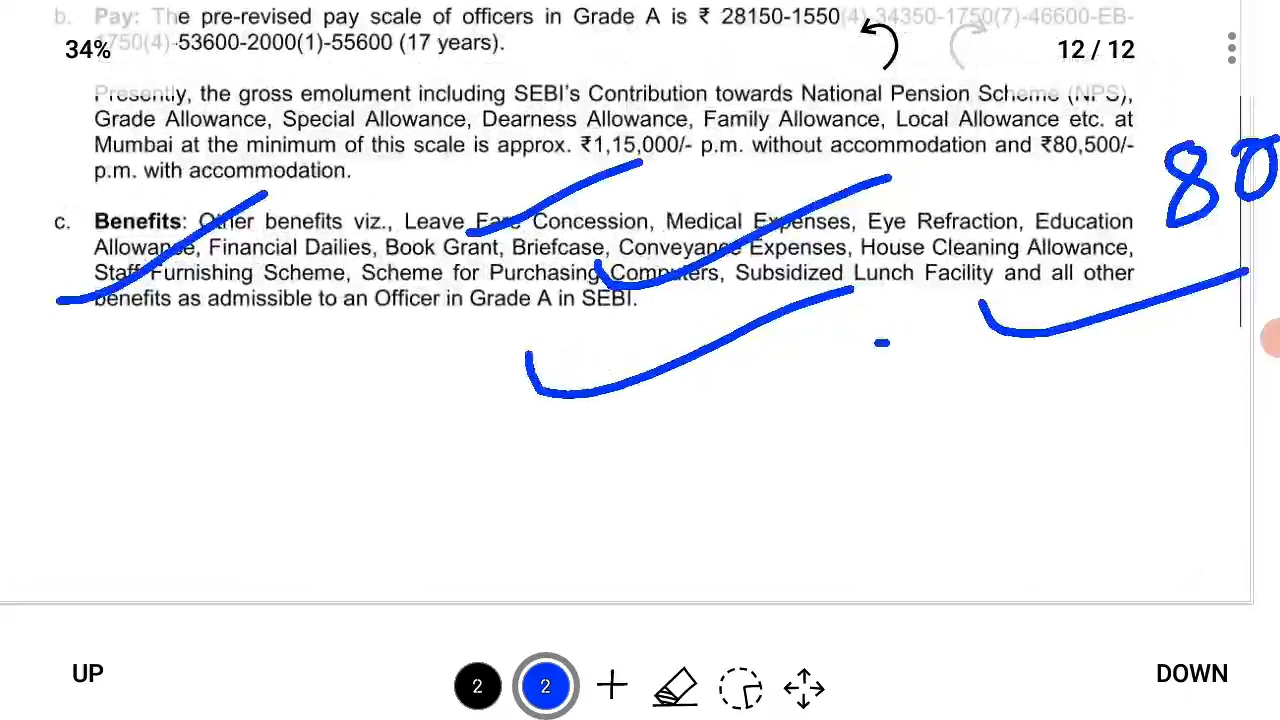 b. Pay: The pre-revised pay scale of officers in Grade A is ₹ 28150-1550(4)-34350-1750(7)-46600-EB-
1750(4)-53600-2000(1)-55600 (17 years).
34%
12 / 12
Presently, the gross emolument including SEBI's Contribution towards National Pension Scheme (NPS),
Grade Allowance, Special Allowance, Dearness Allowance, Family Allowance, Local Allowance etc. at
Mumbai at the minimum of this scale is approx. ₹1,15,000/- p.m. without accommodation and ₹80,500/-
p.m. with accommodation.
80
c. Benefits: Other benefits viz., Leave Fare Concession, Medical Expenses, Eye Refraction, Education
Allowance, Financial Dailies, Book Grant, Briefcase, Conveyance Expenses, House Cleaning Allowance,
Staff Furnishing Scheme, Scheme for Purchasing Computers, Subsidized Lunch Facility and all other
benefits as admissible to an Officer in Grade A in SEBI.
UP
2
2
DOWN